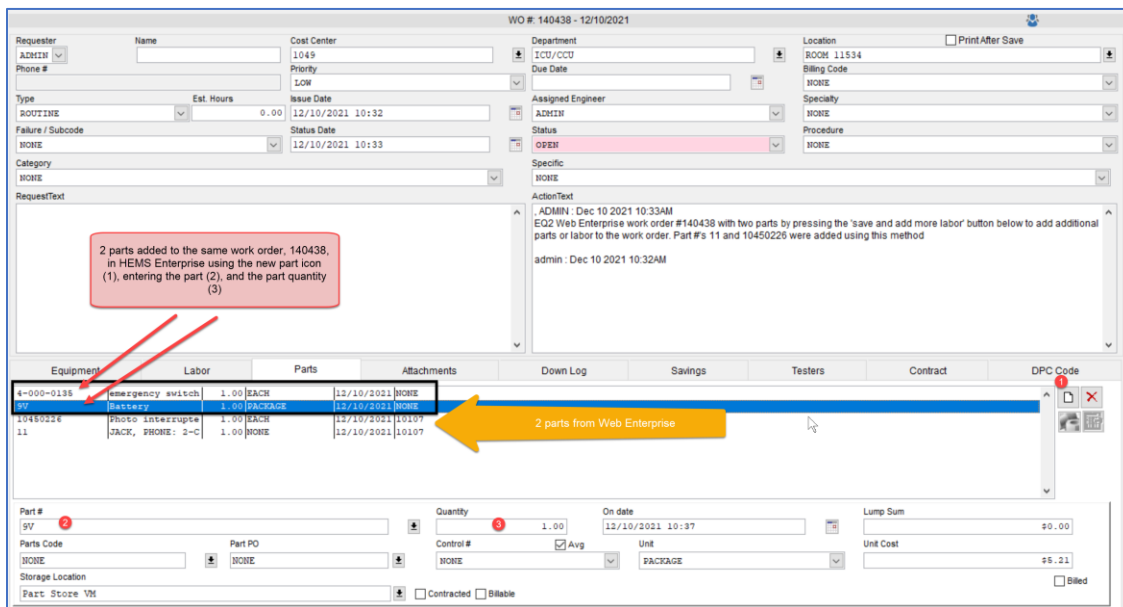 WO #: 140438 - 12/10/2021
Requester Name Cost Center Department Location Print After Save
ADMIN 1049 ICU/CCU ROOM 11534
Phone # Priority Due Date Billing Code
LOW NONE
Type Est. Hours Issue Date Assigned Engineer Specialty
ROUTINE 0.00 12/10/2021 10:32 ADMIN NONE
Failure / Subcode Status Date Status Procedure
NONE 12/10/2021 10:33 OPEN NONE
Category Specific
NONE NONE
RequestText ActionText
, ADMIN : Dec 10 2021 10:33AM
EQ2 Web Enterprise work order #140438 with two parts by pressing the 'save and add more labor' button below to add additional
parts or labor to the work order. Part #'s 11 and 10450226 were added using this method
admin : Dec 10 2021 10:32AM
2 parts added to the same work order, 140438,
in HEMS Enterprise using the new part icon
(1), entering the part (2), and the part quantity
(3)
Equipment Labor Parts Attachments Down Log Savings Testers Contract DPC Code
1
4-000-0135 emergency switch 1.00 EACH 12/10/2021 NONE
9V Battery 1.00 PACKAGE 12/10/2021 NONE
10450226 Photo interrupte 1.00 EACH 12/10/2021 10107
11 JACK, PHONE: 2-C 1.00 NONE 12/10/2021 10107
2 parts from Web Enterprise
Part # Quantity On date Lump Sum
9V 2 3 1.00 12/10/2021 10:37 $0.00
Parts Code Part PO Control # Avg Unit Unit Cost
NONE NONE NONE PACKAGE $5.21
Storage Location Billed
Part Store VM Contracted Billable